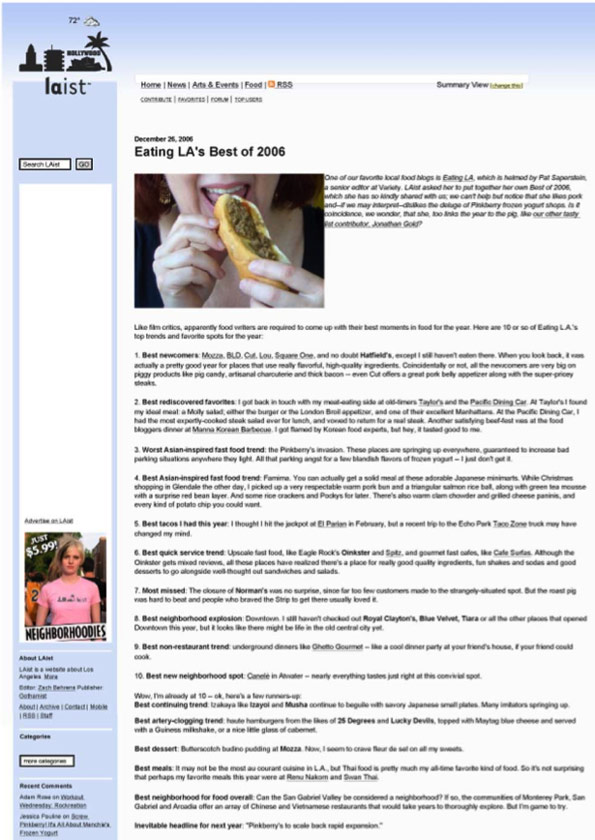 72°
HOLLYWOOD
laist
Home | News | Arts & Events | Food | RSS
Summary View [change this]
CONTRIBUTE | FAVORITES | FORUM | TOP USERS
December 26, 2006
Eating LA's Best of 2006
Search LAist GO!
One of our favorite local food blogs is Eating LA, which is helmed by Pat Saperstein,
a senior editor at Variety. LAist asked her to put together her own Best of 2006,
which she has so kindly shared with us; we can't help but notice that she likes pork
and--if we may interpret--dislikes the deluge of Pinkberry frozen yogurt shops. Is it
coincidence, we wonder, that she, too links the year to the pig, like our other tasty
list contributor, Jonathan Gold?
Like film critics, apparently food writers are required to come up with their best moments in food for the year. Here are 10 or so of Eating L.A.'s
top trends and favorite spots for the year:
1. Best newcomers: Mozza, BLD, Cut, Lou, Square One, and no doubt Hatfield's, except I still haven't eaten there. When you look back, it was
actually a pretty good year for places that use really flavorful, high-quality ingredients. Coincidentally or not, all the newcomers are very big on
piggy products like pig candy, artisanal charcuterie and thick bacon -- even Cut offers a great pork belly appetizer along with the super-pricey
steaks.
2. Best rediscovered favorites: I got back in touch with my meat-eating side at old-timers Taylor's and the Pacific Dining Car. At Taylor's I found
my ideal meal: a Molly salad, either the burger or the London Broil appetizer, and one of their excellent Manhattans. At the Pacific Dining Car, I
had the most expertly-cooked steak salad ever for lunch, and vowed to return for a real steak. Another satisfying beef-fest was at the food
bloggers dinner at Manna Korean Barbecue. I got flamed by Korean food experts, but hey, it tasted good to me.
3. Worst Asian-inspired fast food trend: the Pinkberry's invasion. These places are springing up everywhere, guaranteed to increase bad
parking situations anywhere they light. All that parking angst for a few blandish flavors of frozen yogurt -- I just don't get it.
4. Best Asian-inspired fast food trend: Famima. You can actually get a solid meal at these adorable Japanese minimarts. While Christmas
shopping in Glendale the other day, I picked up a very respectable warm pork bun and a triangular salmon rice ball, along with green tea mousse
with a surprise red bean layer. And some rice crackers and Pockys for later. There's also warm clam chowder and grilled cheese paninis, and
every kind of potato chip you could want.
5. Best tacos I had this year: I thought I hit the jackpot at El Parian in February, but a recent trip to the Echo Park Taco Zone truck may have
changed my mind.
6. Best quick service trend: Upscale fast food, like Eagle Rock's Oinkster and Spitz, and gourmet fast cafes, like Cafe Surfas. Although the
Oinkster gets mixed reviews, all these places have realized there's a place for really good quality ingredients, fun shakes and sodas and good
desserts to go alongside well-thought out sandwiches and salads.
7. Most missed: The closure of Norman's was no surprise, since far too few customers made to the strangely-situated spot. But the roast pig
was hard to beat and people who braved the Strip to get there usually loved it.
8. Best neighborhood explosion: Downtown. I still haven't checked out Royal Clayton's, Blue Velvet, Tiara or all the other places that opened
Downtown this year, but it looks like there might be life in the old central city yet.
9. Best non-restaurant trend: underground dinners like Ghetto Gourmet -- like a cool dinner party at your friend's house, if your friend could
cook.
10. Best new neighborhood spot: Canelé in Atwater -- nearly everything tastes just right at this convivial spot.
Wow, I'm already at 10 -- ok, here's a few runners-up:
Best continuing trend: Izakaya like Izayoi and Musha continue to beguile with savory Japanese small plates. Many imitators springing up.
Best artery-clogging trend: haute hamburgers from the likes of 25 Degrees and Lucky Devils, topped with Maytag blue cheese and served
with a Guinness milkshake, or a nice little glass of cabernet.
Best dessert: Butterscotch budino pudding at Mozza. Now, I seem to crave fleur de sel on all my sweets.
Best meals: It may not be the most au courant cuisine in L.A., but Thai food is pretty much my all-time favorite kind of food. So it's not surprising
that perhaps my favorite meals this year were at Renu Nakorn and Swan Thai.
Best neighborhood for food overall: Can the San Gabriel Valley be considered a neighborhood? If so, the communities of Monterey Park, San
Gabriel and Arcadia offer an array of Chinese and Vietnamese restaurants that would take years to thoroughly explore. But I'm game to try.
Inevitable headline for next year: "Pinkberry's to scale back rapid expansion."
Advertise on LAist
JUST
$5.99!
NEIGHBORHOODIES
About LAist
LAist is a website about Los
Angeles. More
Editor: Zach Behrens Publisher:
Gothamist
About | Archive | Contact | Mobile
| RSS | Staff
Categories
more categories
Recent Comments
Adam Rose on Workout
Wednesday: Rockreation
Jessica Pauline on Screw
Pinkberry! It's All About Menchie's
Frozen Yogurt